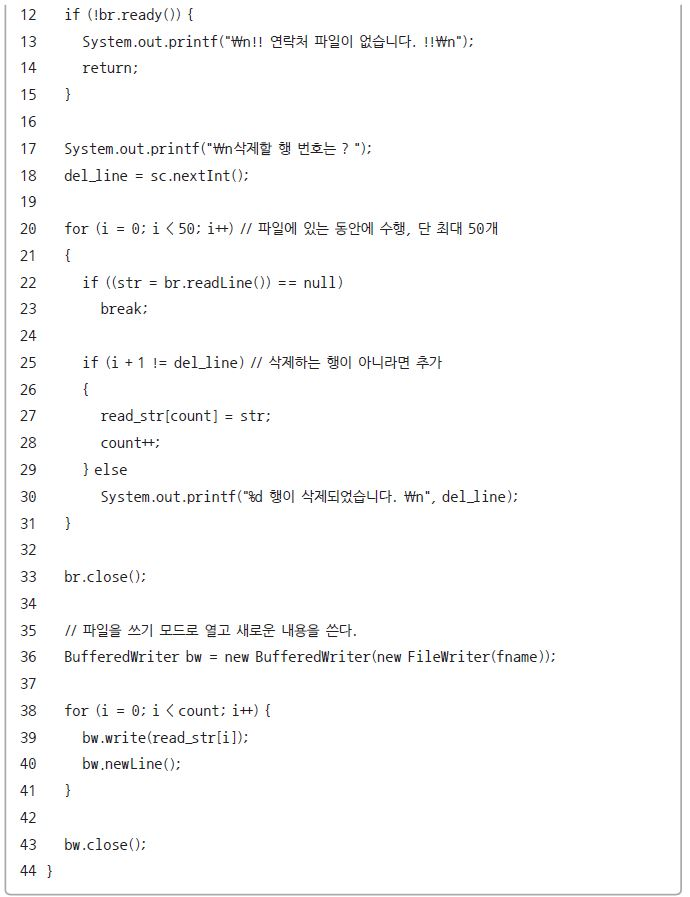 12 if (!br.ready()) {
13 System.out.printf("₩n!! 연락처 파일이 없습니다. !!₩n");
14 return;
15 }
16
17 System.out.printf("₩n삭제할 행 번호는 ? ");
18 del_line = sc.nextInt();
19
20 for (i = 0; i < 50; i++) // 파일에 있는 동안에 수행, 단 최대 50개
21 {
22 if ((str = br.readLine()) == null)
23 break;
24
25 if (i + 1 != del_line) // 삭제하는 행이 아니라면 추가
26 {
27 read_str[count] = str;
28 count++;
29 } else
30 System.out.printf("%d 행이 삭제되었습니다. ₩n", del_line);
31 }
32
33 br.close();
34
35 // 파일을 쓰기 모드로 열고 새로운 내용을 쓴다.
36 BufferedWriter bw = new BufferedWriter(new FileWriter(fname));
37
38 for (i = 0; i < count; i++) {
39 bw.write(read_str[i]);
40 bw.newLine();
41 }
42
43 bw.close();
44 }